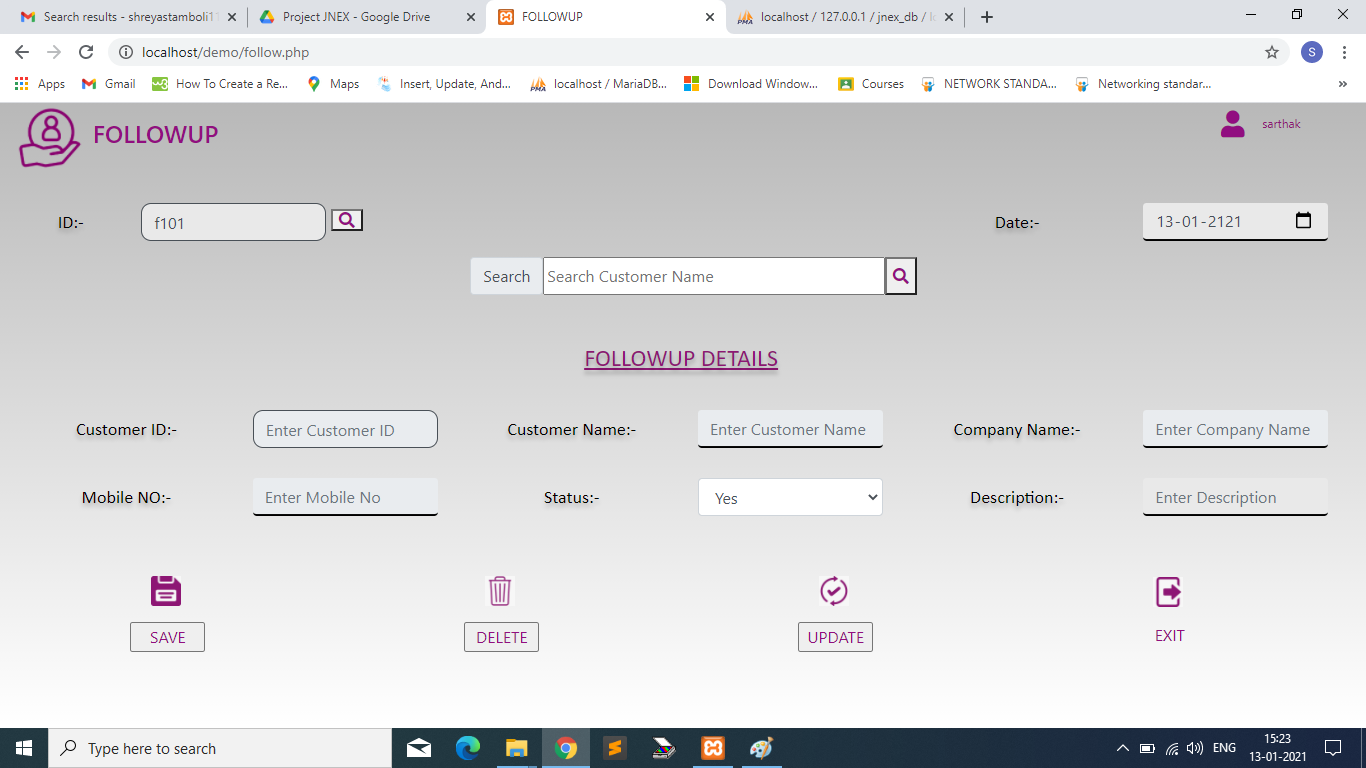 Search results - shreyastamboli11
Project JNEX - Google Drive
FOLLOWUP
localhost / 127.0.0.1 / jnex_db /
localhost/demo/follow.php
S
Apps
Gmail
How To Create a Re...
Maps
Insert, Update, And...
localhost / MariaDB...
Download Window...
Courses
NETWORK STANDA...
Networking standar...
»
FOLLOWUP
sarthak
ID:-
f101
Date:-
13-01-2121
Search
Search Customer Name
FOLLOWUP DETAILS
Customer ID:-
Enter Customer ID
Customer Name:-
Enter Customer Name
Company Name:-
Enter Company Name
Mobile NO:-
Enter Mobile No
Status:-
Yes
Description:-
Enter Description
SAVE
DELETE
UPDATE
EXIT
Type here to search
ENG
15:23
13-01-2021